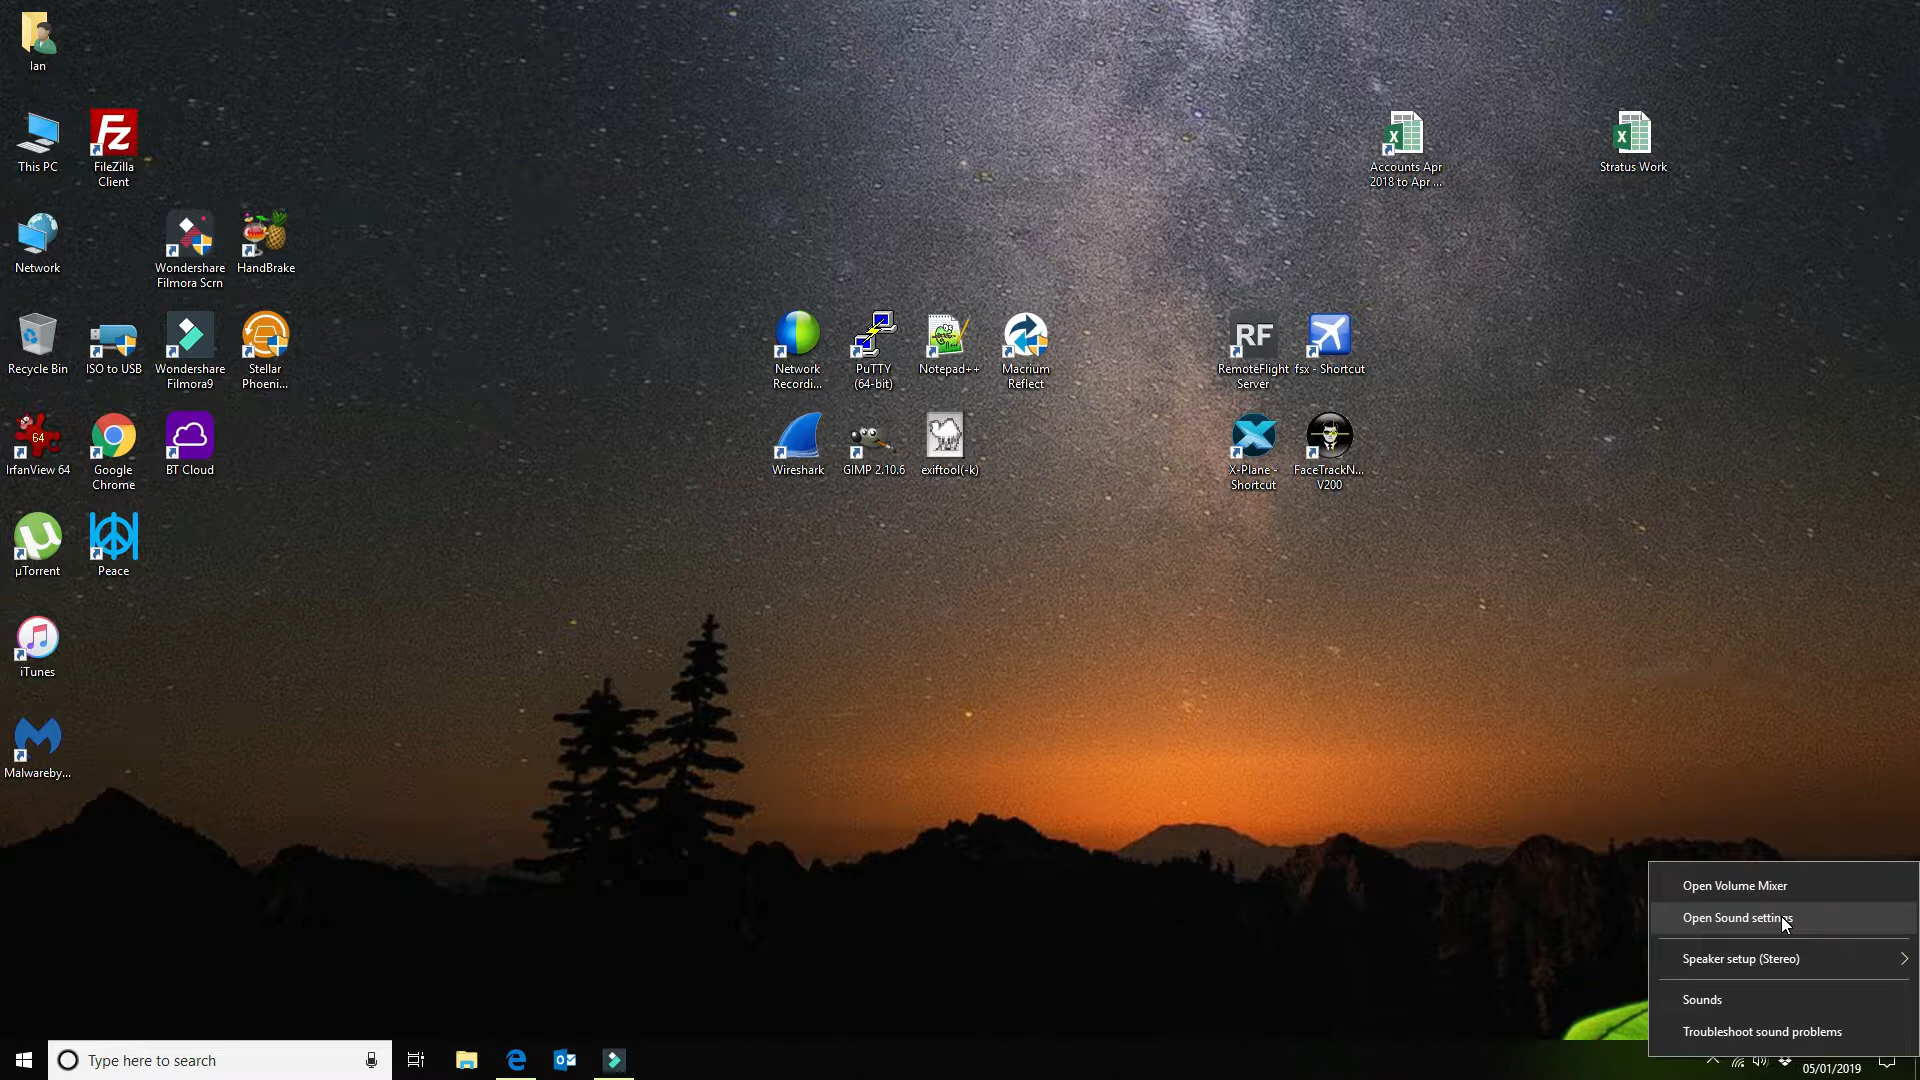 Ian
This PC
FileZilla
Client
Accounts Apr
2018 to Apr ...
Stratus Work
Network
Wondershare
Filmora Scrn
HandBrake
Recycle Bin
ISO to USB
Wondershare
Filmora9
Stellar
Phoeni...
Network
Recordi...
PuTTY
(64-bit)
Notepad++
Macrium
Reflect
RF
RemoteFlight
Server
fsx - Shortcut
64
IrfanView 64
Google
Chrome
BT Cloud
Wireshark
GIMP 2.10.6
exiftool(-k)
X-Plane -
Shortcut
FaceTrackN...
V200
µTorrent
Peace
iTunes
Malwareby...
Open Volume Mixer
Open Sound settings
Speaker setup (Stereo)
Sounds
Troubleshoot sound problems
Type here to search
05/01/2019